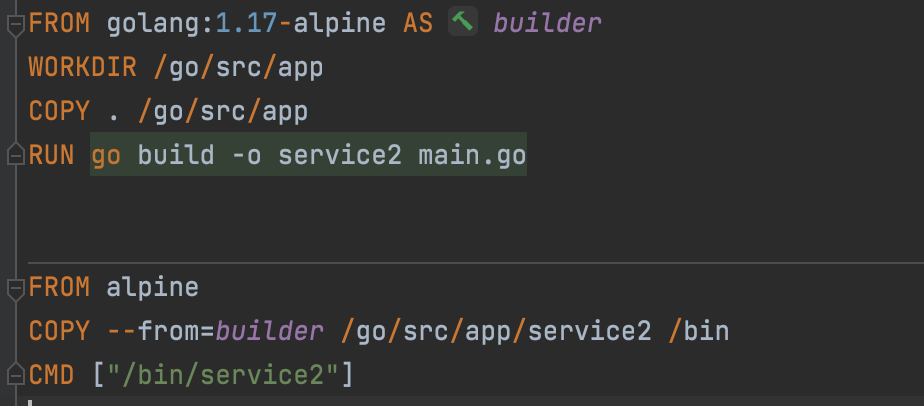 FROM golang:1.17-alpine AS builder
WORKDIR /go/src/app
COPY . /go/src/app
RUN go build -o service2 main.go
FROM alpine
COPY --from=builder /go/src/app/service2 /bin
CMD ["/bin/service2"]